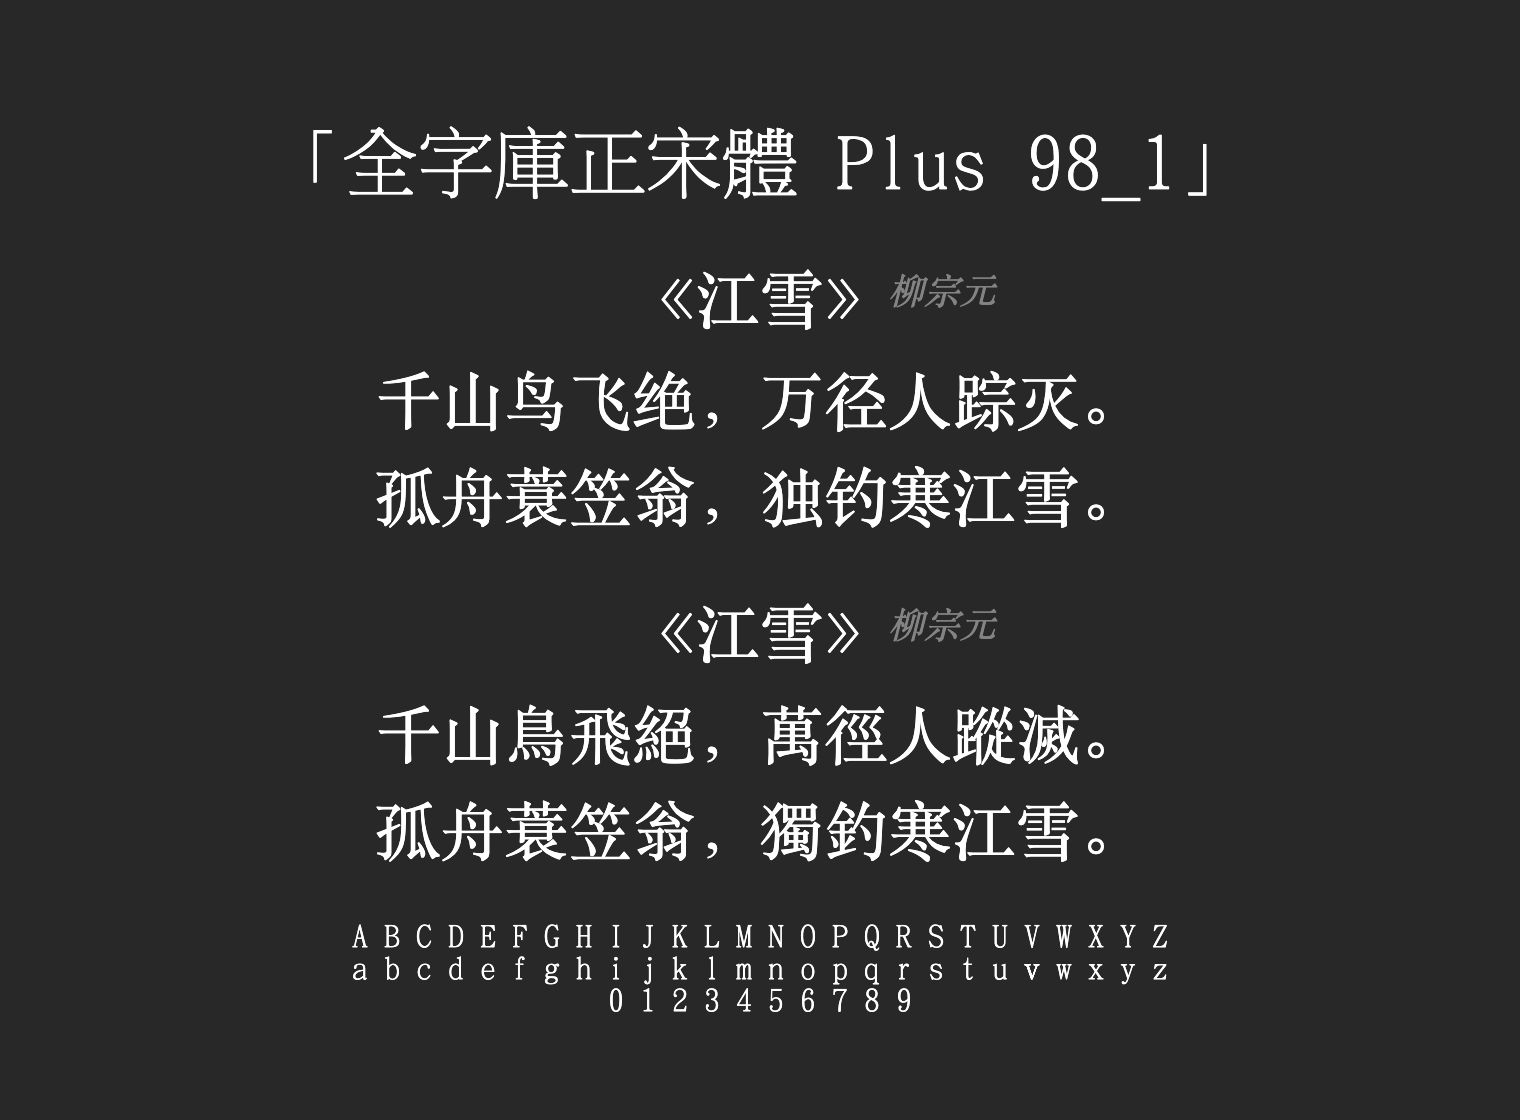 「全字庫正宋體 Plus 98_1」
《江雪》 柳宗元
千山鸟飞绝，万径人踪灭。
孤舟蓑笠翁，独钓寒江雪。
《江雪》 柳宗元
千山鳥飛絕，萬徑人蹤滅。
孤舟蓑笠翁，獨釣寒江雪。
A B C D E F G H I J K L M N O P Q R S T U V W X Y Z
a b c d e f g h i j k l m n o p q r s t u v w x y z
0 1 2 3 4 5 6 7 8 9